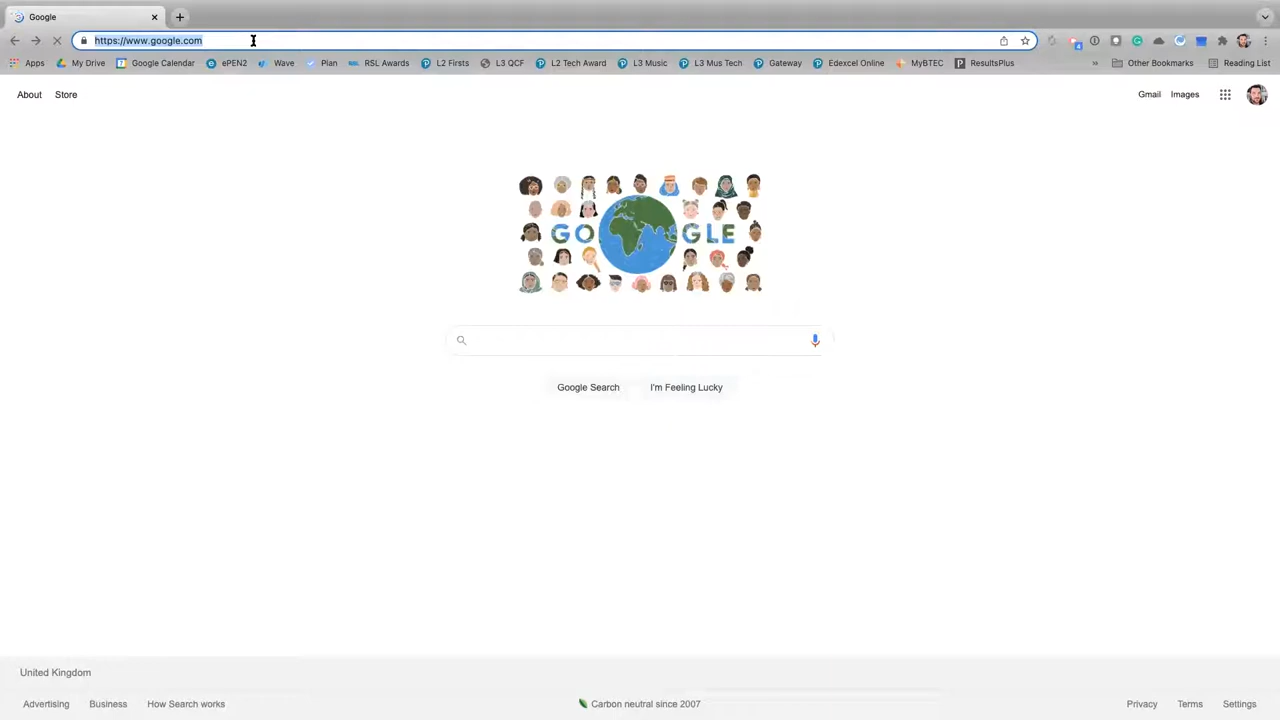 Google
https://www.google.com
Apps My Drive Google Calendar ePEN2 Wave Plan RSL Awards L2 Firsts L3 QCF L2 Tech Award L3 Music L3 Mus Tech Gateway Edexcel Online MyBTEC ResultsPlus » Other Bookmarks Reading List
About Store Gmail Images
GO GLE
Google Search I'm Feeling Lucky
United Kingdom
Advertising Business How Search works Carbon neutral since 2007 Privacy Terms Settings